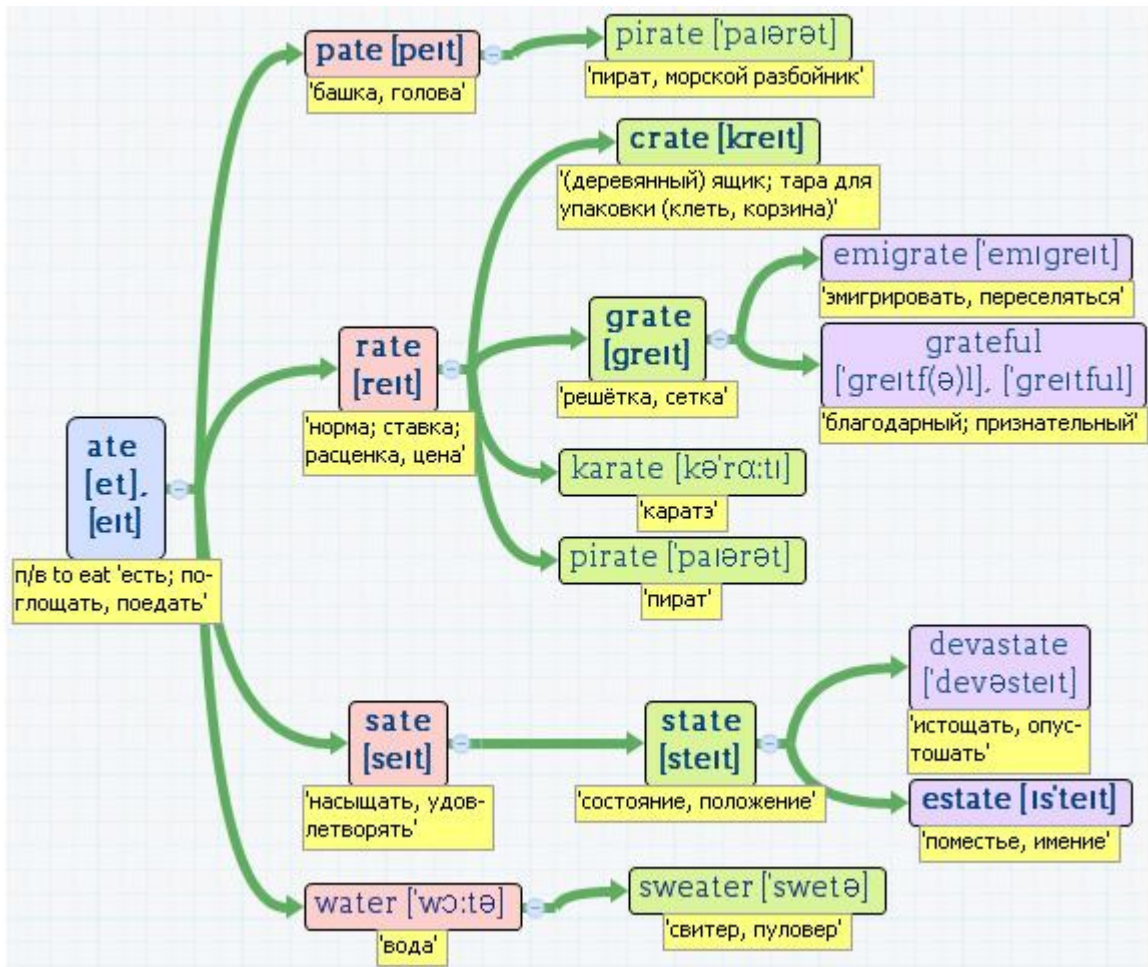 ate
[et],
[eɪt]
п/в to eat 'есть; по-
глощать, поедать'
pate [peɪt]
'башка, голова'
pirate ['paɪərət]
'пират, морской разбойник'
rate
[reɪt]
'норма; ставка;
расценка, цена'
crate [kreɪt]
'(деревянный) ящик; тара для
упаковки (клеть, корзина)'
grate
[greɪt]
'решётка, сетка'
emigrate ['emɪgreɪt]
'эмигрировать, переселяться'
grateful
['greɪtf(ə)l], ['greɪtful]
'благодарный; признательный'
karate [kə'rɑ:tɪ]
'каратэ'
pirate ['paɪərət]
'пират'
sate
[seɪt]
'насыщать, удов-
летворять'
state
[steɪt]
'состояние, положение'
devastate
['devəsteɪt]
'истощать, опус-
тошать'
estate [ɪs'teɪt]
'поместье, имение'
water ['wɔ:tə]
'вода'
sweater ['swetə]
'свитер, пуловер'